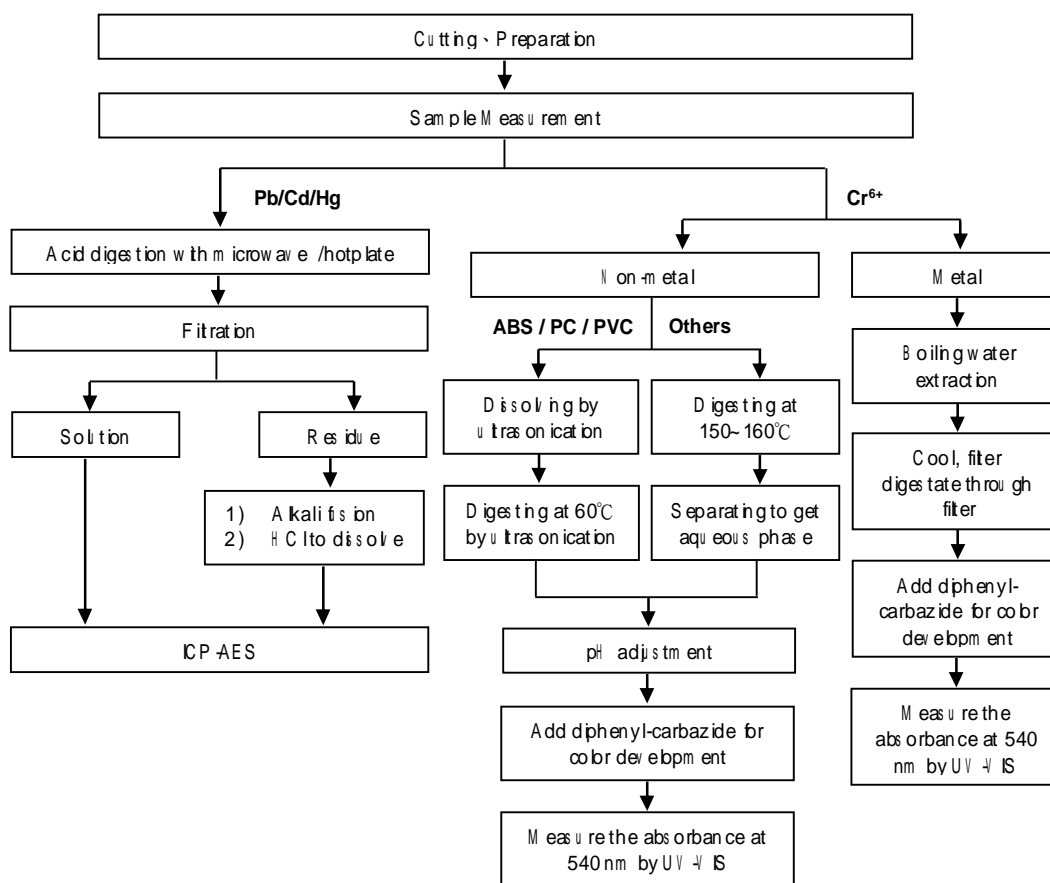 Cutting、Preparation
Sample Measurement
Pb/Cd/Hg
Cr⁶⁺
Acid digestion with microwave /hotplate
Filtration
Solution
Residue
1) Alkali fusion
2) HCl to dissolve
ICP-AES
Non-metal
ABS / PC / PVC
Others
Dissolving by
ultrasonication
Digesting at
150~160℃
Digesting at 60℃
by ultrasonication
Separating to get
aqueous phase
pH adjustment
Add diphenyl-carbazide for
color development
Measure the absorbance at
540 nm by UV-VIS
Metal
Boiling water
extraction
Cool, filter
digestate through
filter
Add diphenyl-
carbazide for color
development
Measure the
absorbance at 540
nm by UV-VIS